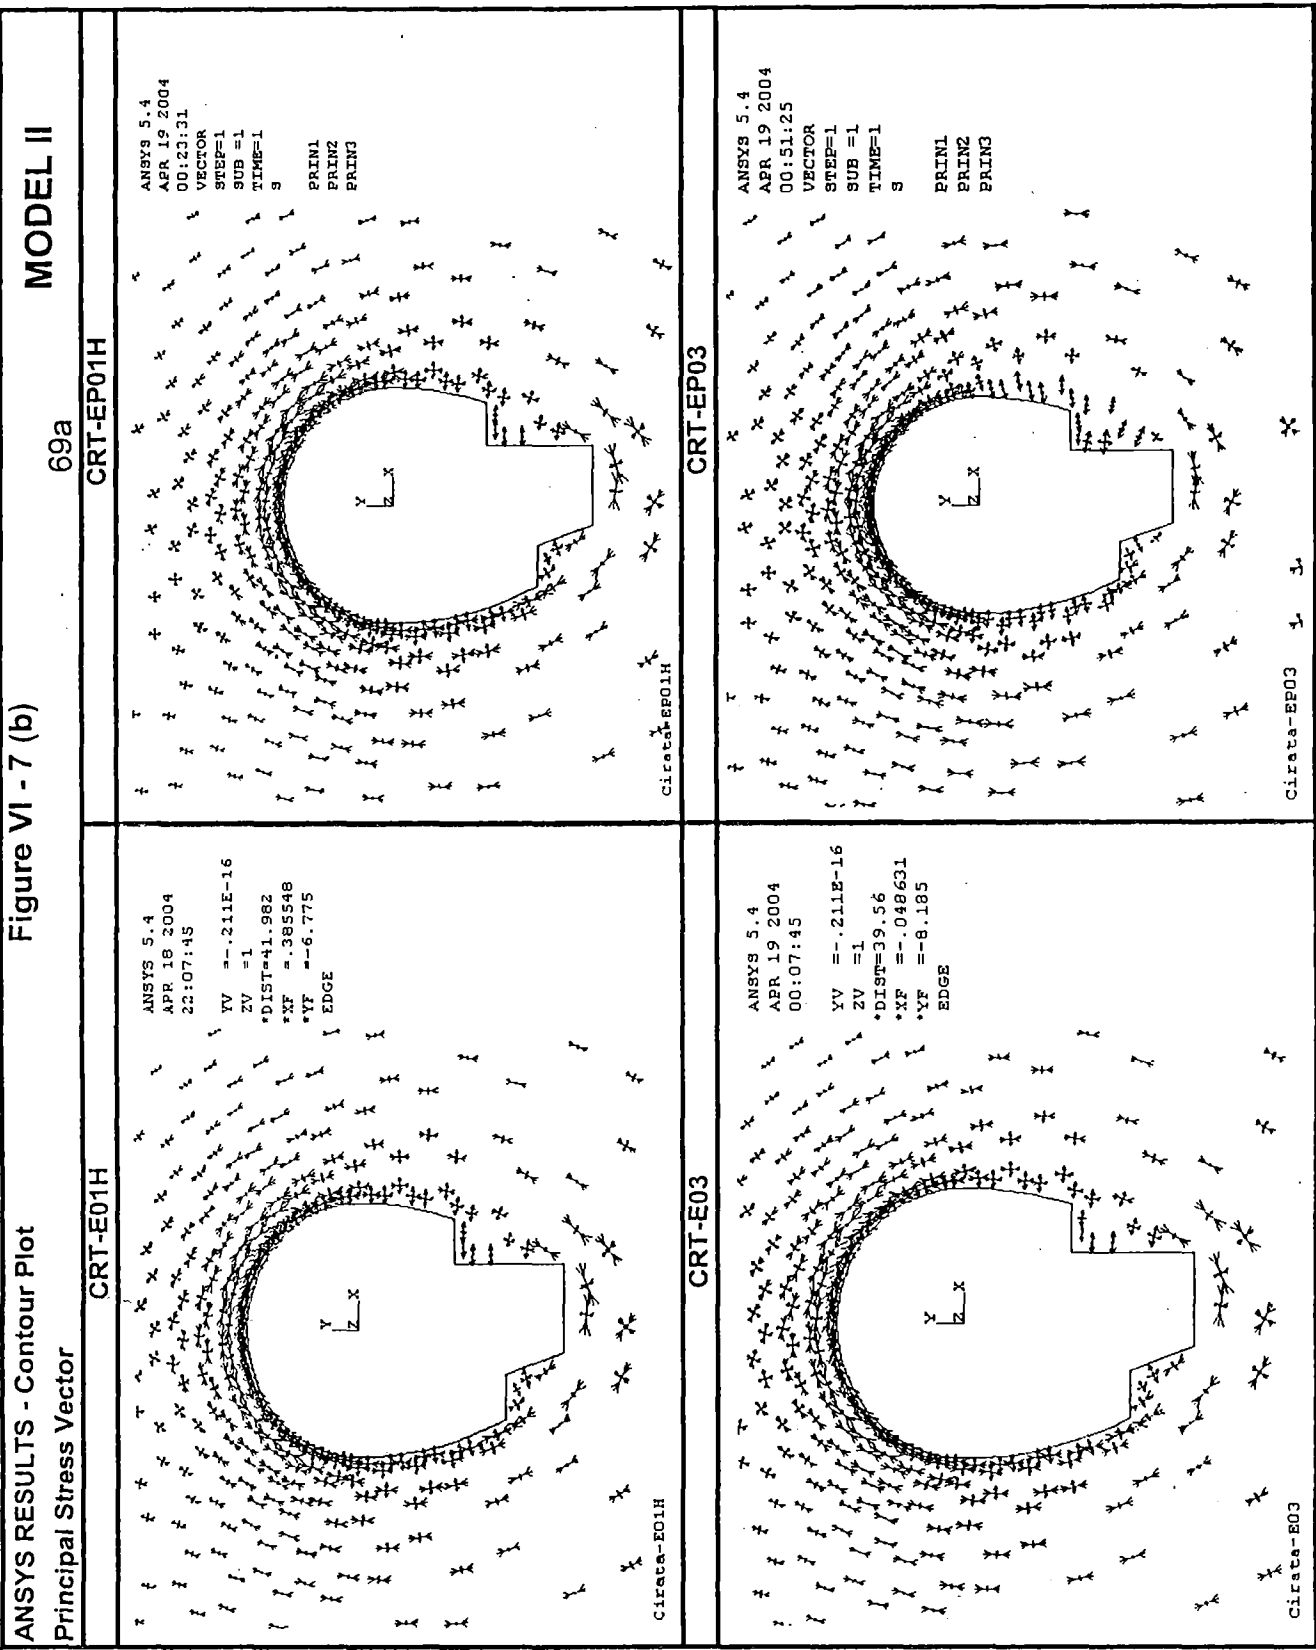 Figure VI - 7 (b)
ANSYS RESULTS - Contour Plot
Principal Stress Vector
69a
MODEL II
CRT-E01H
ANSYS 5.4
APR 18 2004
22:07:45
YV =-.211E-16
ZV =1
*DIST=41.982
*XF =.385548
*YF =-6.775
EDGE
Y
Z X
Cirata-E01H
CRT-EP01H
ANSYS 5.4
APR 19 2004
00:23:31
VECTOR
STEP=1
SUB =1
TIME=1
S
PRIN1
PRIN2
PRIN3
Y
Z X
Cirata-EP01H
CRT-E03
ANSYS 5.4
APR 19 2004
00:07:45
YV =-.211E-16
ZV =1
*DIST=39.56
*XF =-.048631
*YF =-8.185
EDGE
Y
Z X
Cirata-E03
CRT-EP03
ANSYS 5.4
APR 19 2004
00:51:25
VECTOR
STEP=1
SUB =1
TIME=1
S
PRIN1
PRIN2
PRIN3
Y
Z X
Cirata-EP03